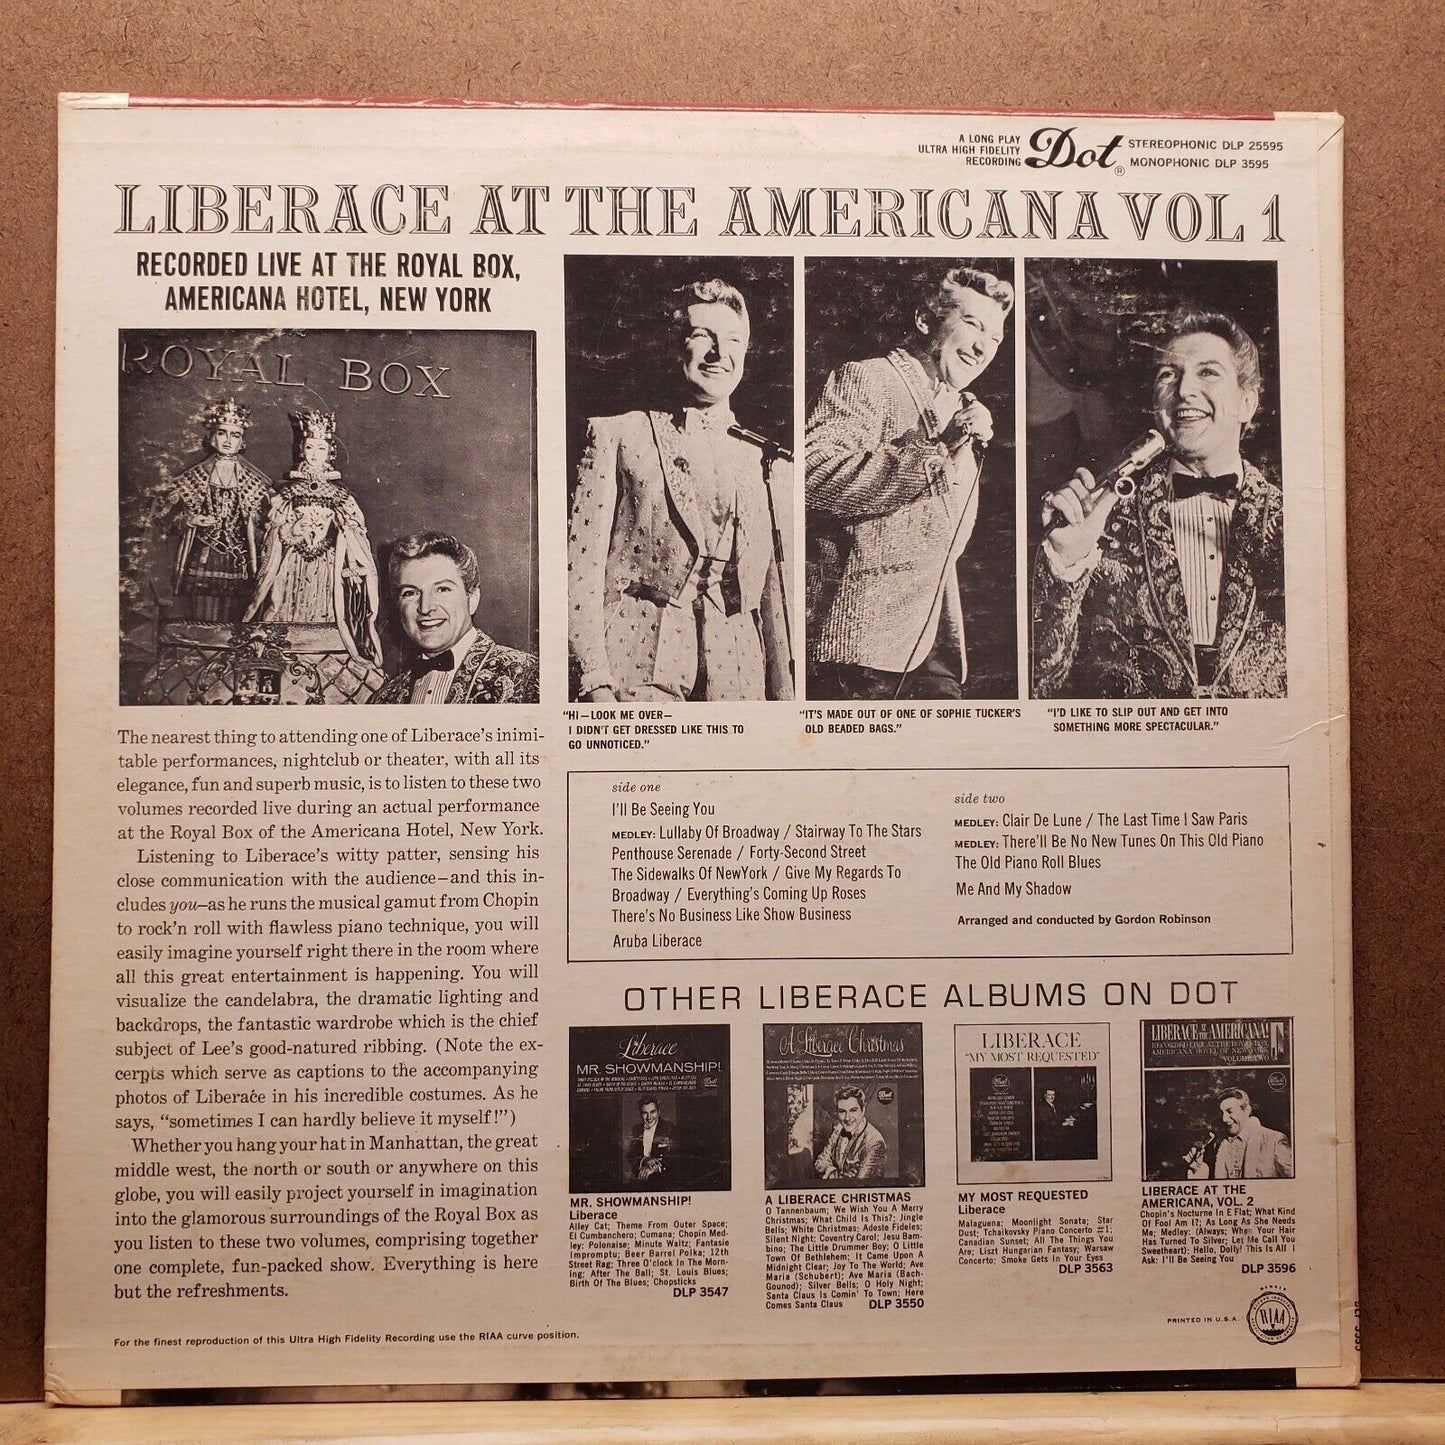 A LONG PLAY
ULTRA HIGH FIDELITY
RECORDING
Dot®
STEREOPHONIC DLP 25595
MONOPHONIC DLP 3595
LIBERACE AT THE AMERICANA VOL 1
RECORDED LIVE AT THE ROYAL BOX,
AMERICANA HOTEL, NEW YORK
ROYAL BOX
"HI—LOOK ME OVER—
I DIDN'T GET DRESSED LIKE THIS TO
GO UNNOTICED."
"IT'S MADE OUT OF ONE OF SOPHIE TUCKER'S
OLD BEADED BAGS."
"I'D LIKE TO SLIP OUT AND GET INTO
SOMETHING MORE SPECTACULAR."
The nearest thing to attending one of Liberace's inimi-
table performances, nightclub or theater, with all its
elegance, fun and superb music, is to listen to these two
volumes recorded live during an actual performance
at the Royal Box of the Americana Hotel, New York.
Listening to Liberace's witty patter, sensing his
close communication with the audience—and this in-
cludes you—as he runs the musical gamut from Chopin
to rock'n roll with flawless piano technique, you will
easily imagine yourself right there in the room where
all this great entertainment is happening. You will
visualize the candelabra, the dramatic lighting and
backdrops, the fantastic wardrobe which is the chief
subject of Lee's good-natured ribbing. (Note the ex-
cerpts which serve as captions to the accompanying
photos of Liberace in his incredible costumes. As he
says, "sometimes I can hardly believe it myself!")
Whether you hang your hat in Manhattan, the great
middle west, the north or south or anywhere on this
globe, you will easily project yourself in imagination
into the glamorous surroundings of the Royal Box as
you listen to these two volumes, comprising together
one complete, fun-packed show. Everything is here
but the refreshments.
side one
I'll Be Seeing You
MEDLEY: Lullaby Of Broadway / Stairway To The Stars
Penthouse Serenade / Forty-Second Street
The Sidewalks Of NewYork / Give My Regards To
Broadway / Everything's Coming Up Roses
There's No Business Like Show Business
Aruba Liberace
side two
MEDLEY: Clair De Lune / The Last Time I Saw Paris
MEDLEY: There'll Be No New Tunes On This Old Piano
The Old Piano Roll Blues
Me And My Shadow
Arranged and conducted by Gordon Robinson
OTHER LIBERACE ALBUMS ON DOT
Liberace
MR. SHOWMANSHIP!
MR. SHOWMANSHIP!
Liberace
Alley Cat; Theme From Outer Space;
El Cumbanchero; Cumana; Chopin Med-
ley: Polonaise; Minute Waltz; Fantasie
Impromptu; Beer Barrel Polka; 12th
Street Rag; Three O'clock In The Morn-
ing; After The Ball; St. Louis Blues;
Birth Of The Blues; Chopsticks
DLP 3547
A Liberace Christmas
A LIBERACE CHRISTMAS
O Tannenbaum; We Wish You A Merry
Christmas; What Child Is This?; Jingle
Bells; White Christmas; Adeste Fideles;
Silent Night; Coventry Carol; Jesu Bam-
bino; The Little Drummer Boy; O Little
Town Of Bethlehem; It Came Upon A
Midnight Clear; Joy To The World; Ave
Maria (Schubert); Ave Maria (Bach-
Gounod); Silver Bells; O Holy Night;
Santa Claus Is Comin' To Town; Here
Comes Santa Claus DLP 3550
LIBERACE
"MY MOST REQUESTED"
MY MOST REQUESTED
Liberace
Malaguena; Moonlight Sonata; Star
Dust; Tchaikovsky Piano Concerto #1;
Canadian Sunset; All The Things You
Are; Liszt Hungarian Fantasy; Warsaw
Concerto; Smoke Gets In Your Eyes
DLP 3563
LIBERACE AT THE AMERICANA!
RECORDED LIVE AT THE ROYAL BOX,
AMERICANA HOTEL OF NEW YORK
VOLUME TWO
LIBERACE AT THE
AMERICANA, VOL. 2
Chopin's Nocturne In E Flat; What Kind
Of Fool Am I?; As Long As She Needs
Me; Medley: (Always; When Your Hair
Has Turned To Silver; Let Me Call You
Sweetheart); Hello, Dolly! This Is All I
Ask; I'll Be Seeing You
DLP 3596
For the finest reproduction of this Ultra High Fidelity Recording use the RIAA curve position.
PRINTED IN U.S.A.
MEMBER
RIAA